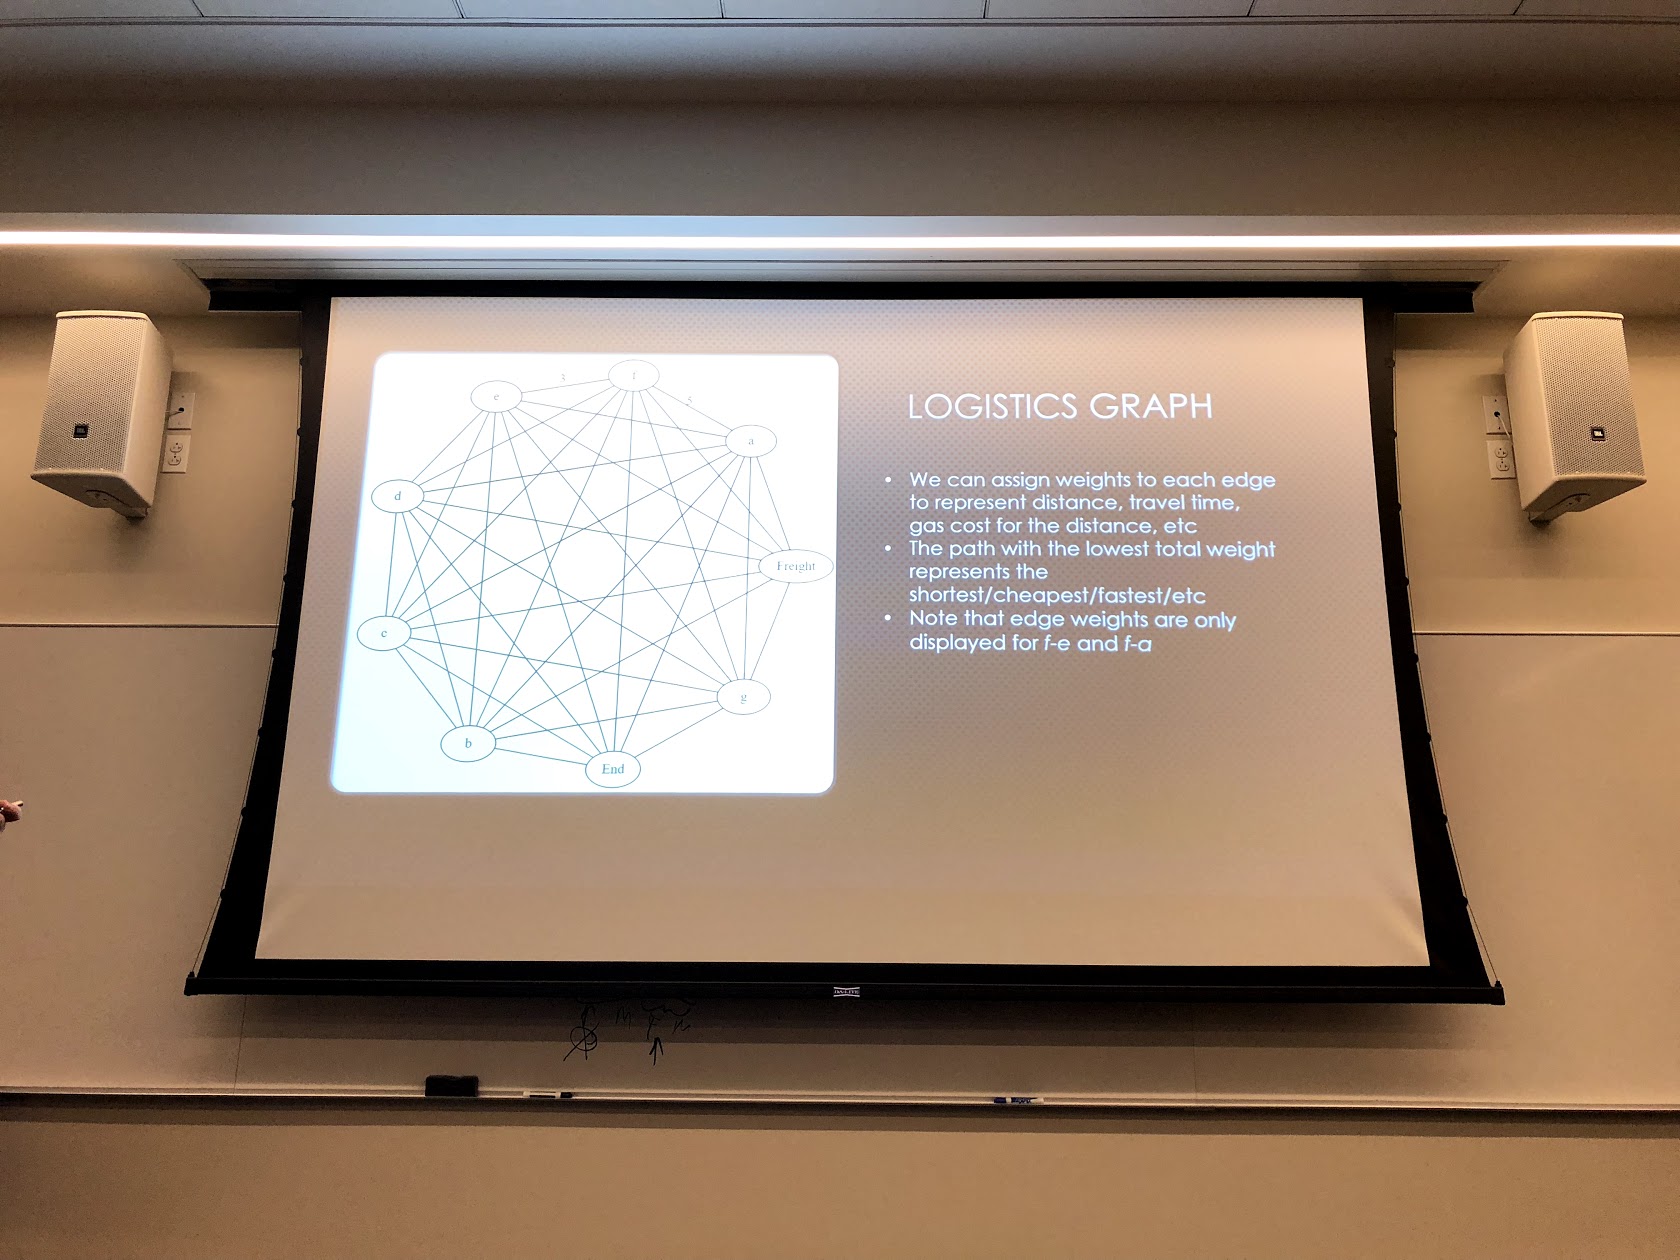 3
f
e
5
a
d
Freight
c
g
b
End
LOGISTICS GRAPH
• We can assign weights to each edge
to represent distance, travel time,
gas cost for the distance, etc
• The path with the lowest total weight
represents the
shortest/cheapest/fastest/etc
• Note that edge weights are only
displayed for f-e and f-a
DA-LITE